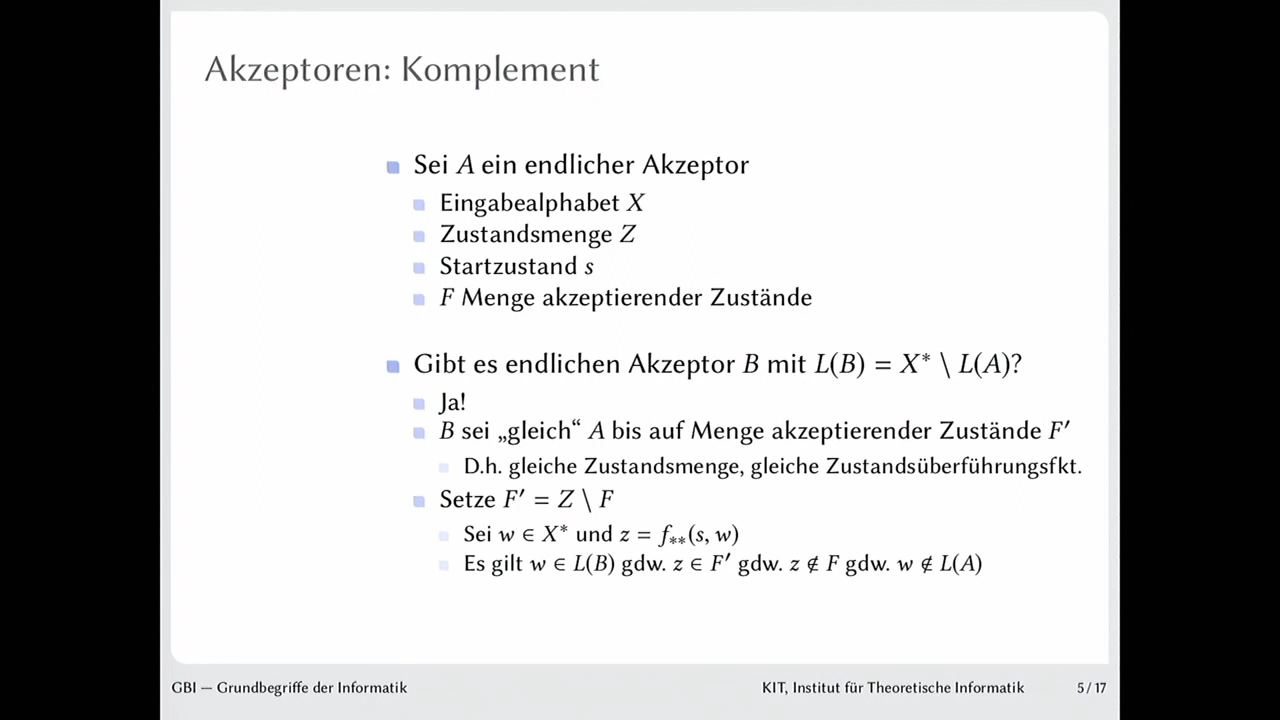 Akzeptoren: Komplement
Sei A ein endlicher Akzeptor
Eingabealphabet X
Zustandsmenge Z
Startzustand s
F Menge akzeptierender Zustände
Gibt es endlichen Akzeptor B mit L(B) = X* \ L(A)?
Ja!
B sei „gleich“ A bis auf Menge akzeptierender Zustände F′
D.h. gleiche Zustandsmenge, gleiche Zustandsüberführungsfkt.
Setze F′ = Z \ F
Sei w ∈ X* und z = f**(s, w)
Es gilt w ∈ L(B) gdw. z ∈ F′ gdw. z ∉ F gdw. w ∉ L(A)
GBI — Grundbegriffe der Informatik KIT, Institut für Theoretische Informatik 5 / 17